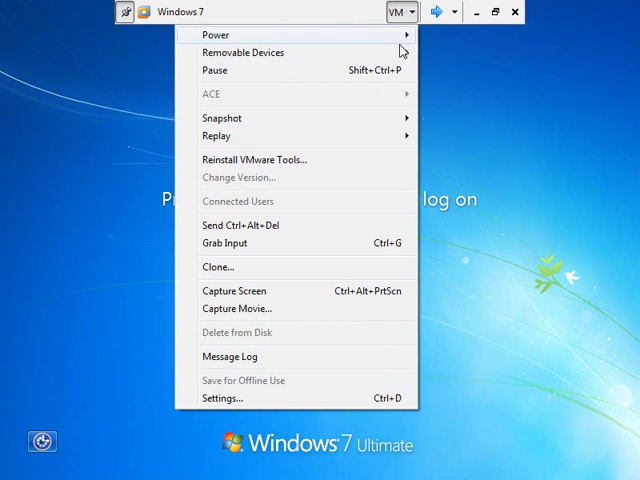 Windows 7
VM
Power
Removable Devices
Pause Shift+Ctrl+P
ACE
Snapshot
Replay
Reinstall VMware Tools...
Change Version...
Connected Users
Send Ctrl+Alt+Del
Grab Input Ctrl+G
Clone...
Capture Screen Ctrl+Alt+PrtScn
Capture Movie...
Delete from Disk
Message Log
Save for Offline Use
Settings... Ctrl+D
log on
Windows 7 Ultimate